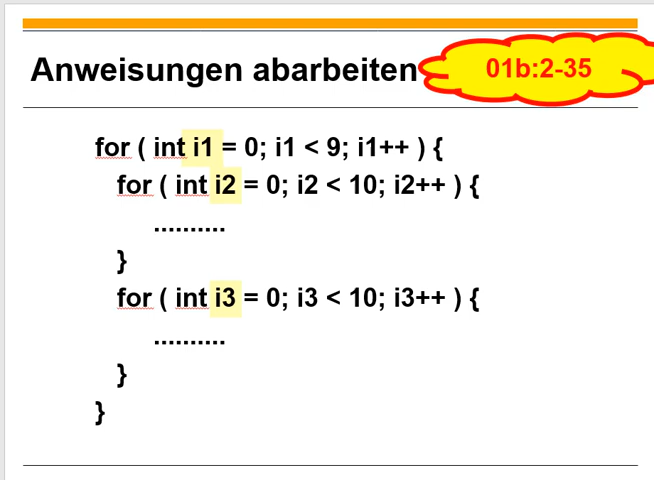 Anweisungen abarbeiten
01b:2-35
for ( int i1 = 0; i1 < 9; i1++ ) {
for ( int i2 = 0; i2 < 10; i2++ ) {
..........
}
for ( int i3 = 0; i3 < 10; i3++ ) {
..........
}
}